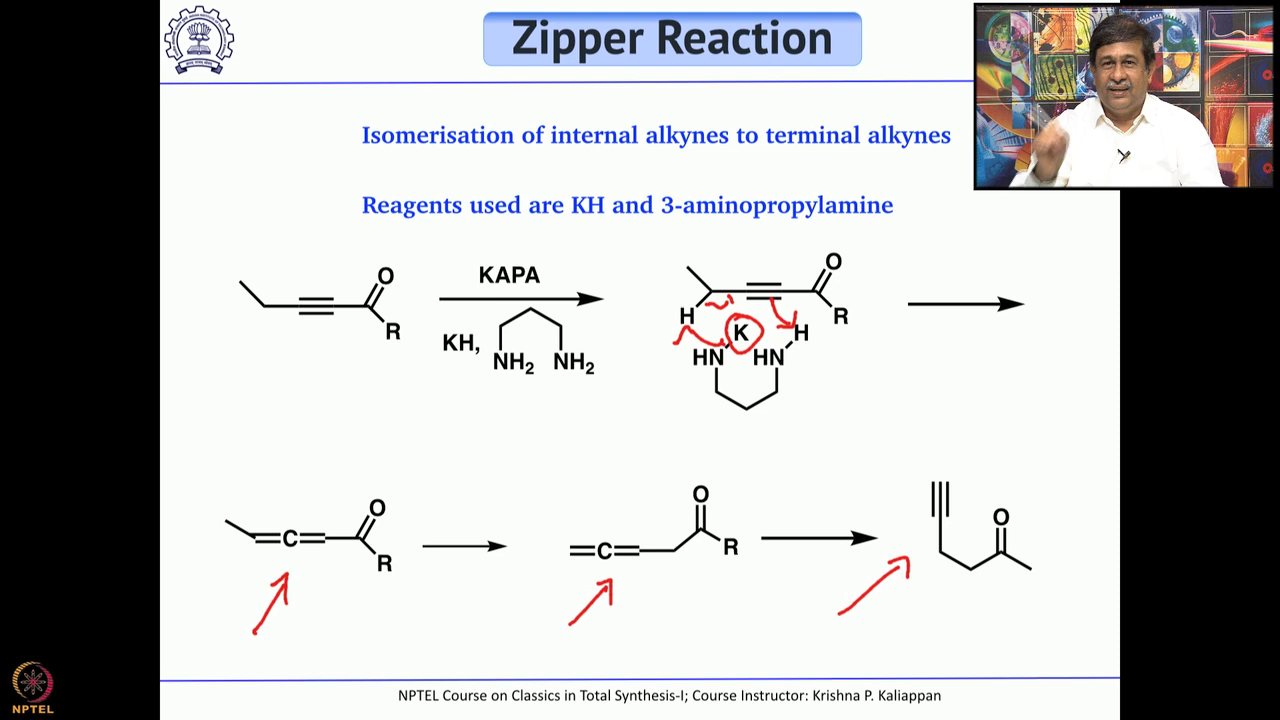 Zipper Reaction
Isomerisation of internal alkynes to terminal alkynes
Reagents used are KH and 3-aminopropylamine
O
R
KAPA
KH,
NH2 NH2
O
R
H
K
H
HN
HN
C
O
R
C
O
R
O
NPTEL Course on Classics in Total Synthesis-I; Course Instructor: Krishna P. Kaliappan
NPTEL